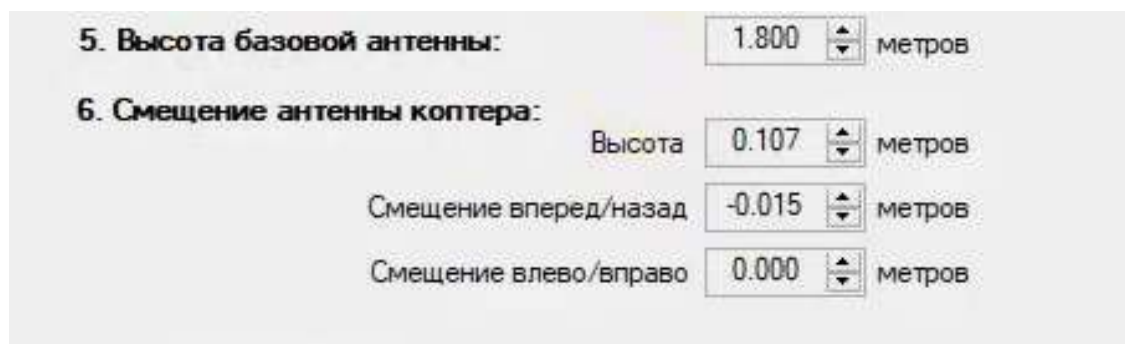 5. Высота базовой антенны: 1.800 метров
6. Смещение антенны коптера:
Высота 0.107 метров
Смещение вперед/назад -0.015 метров
Смещение влево/вправо 0.000 метров